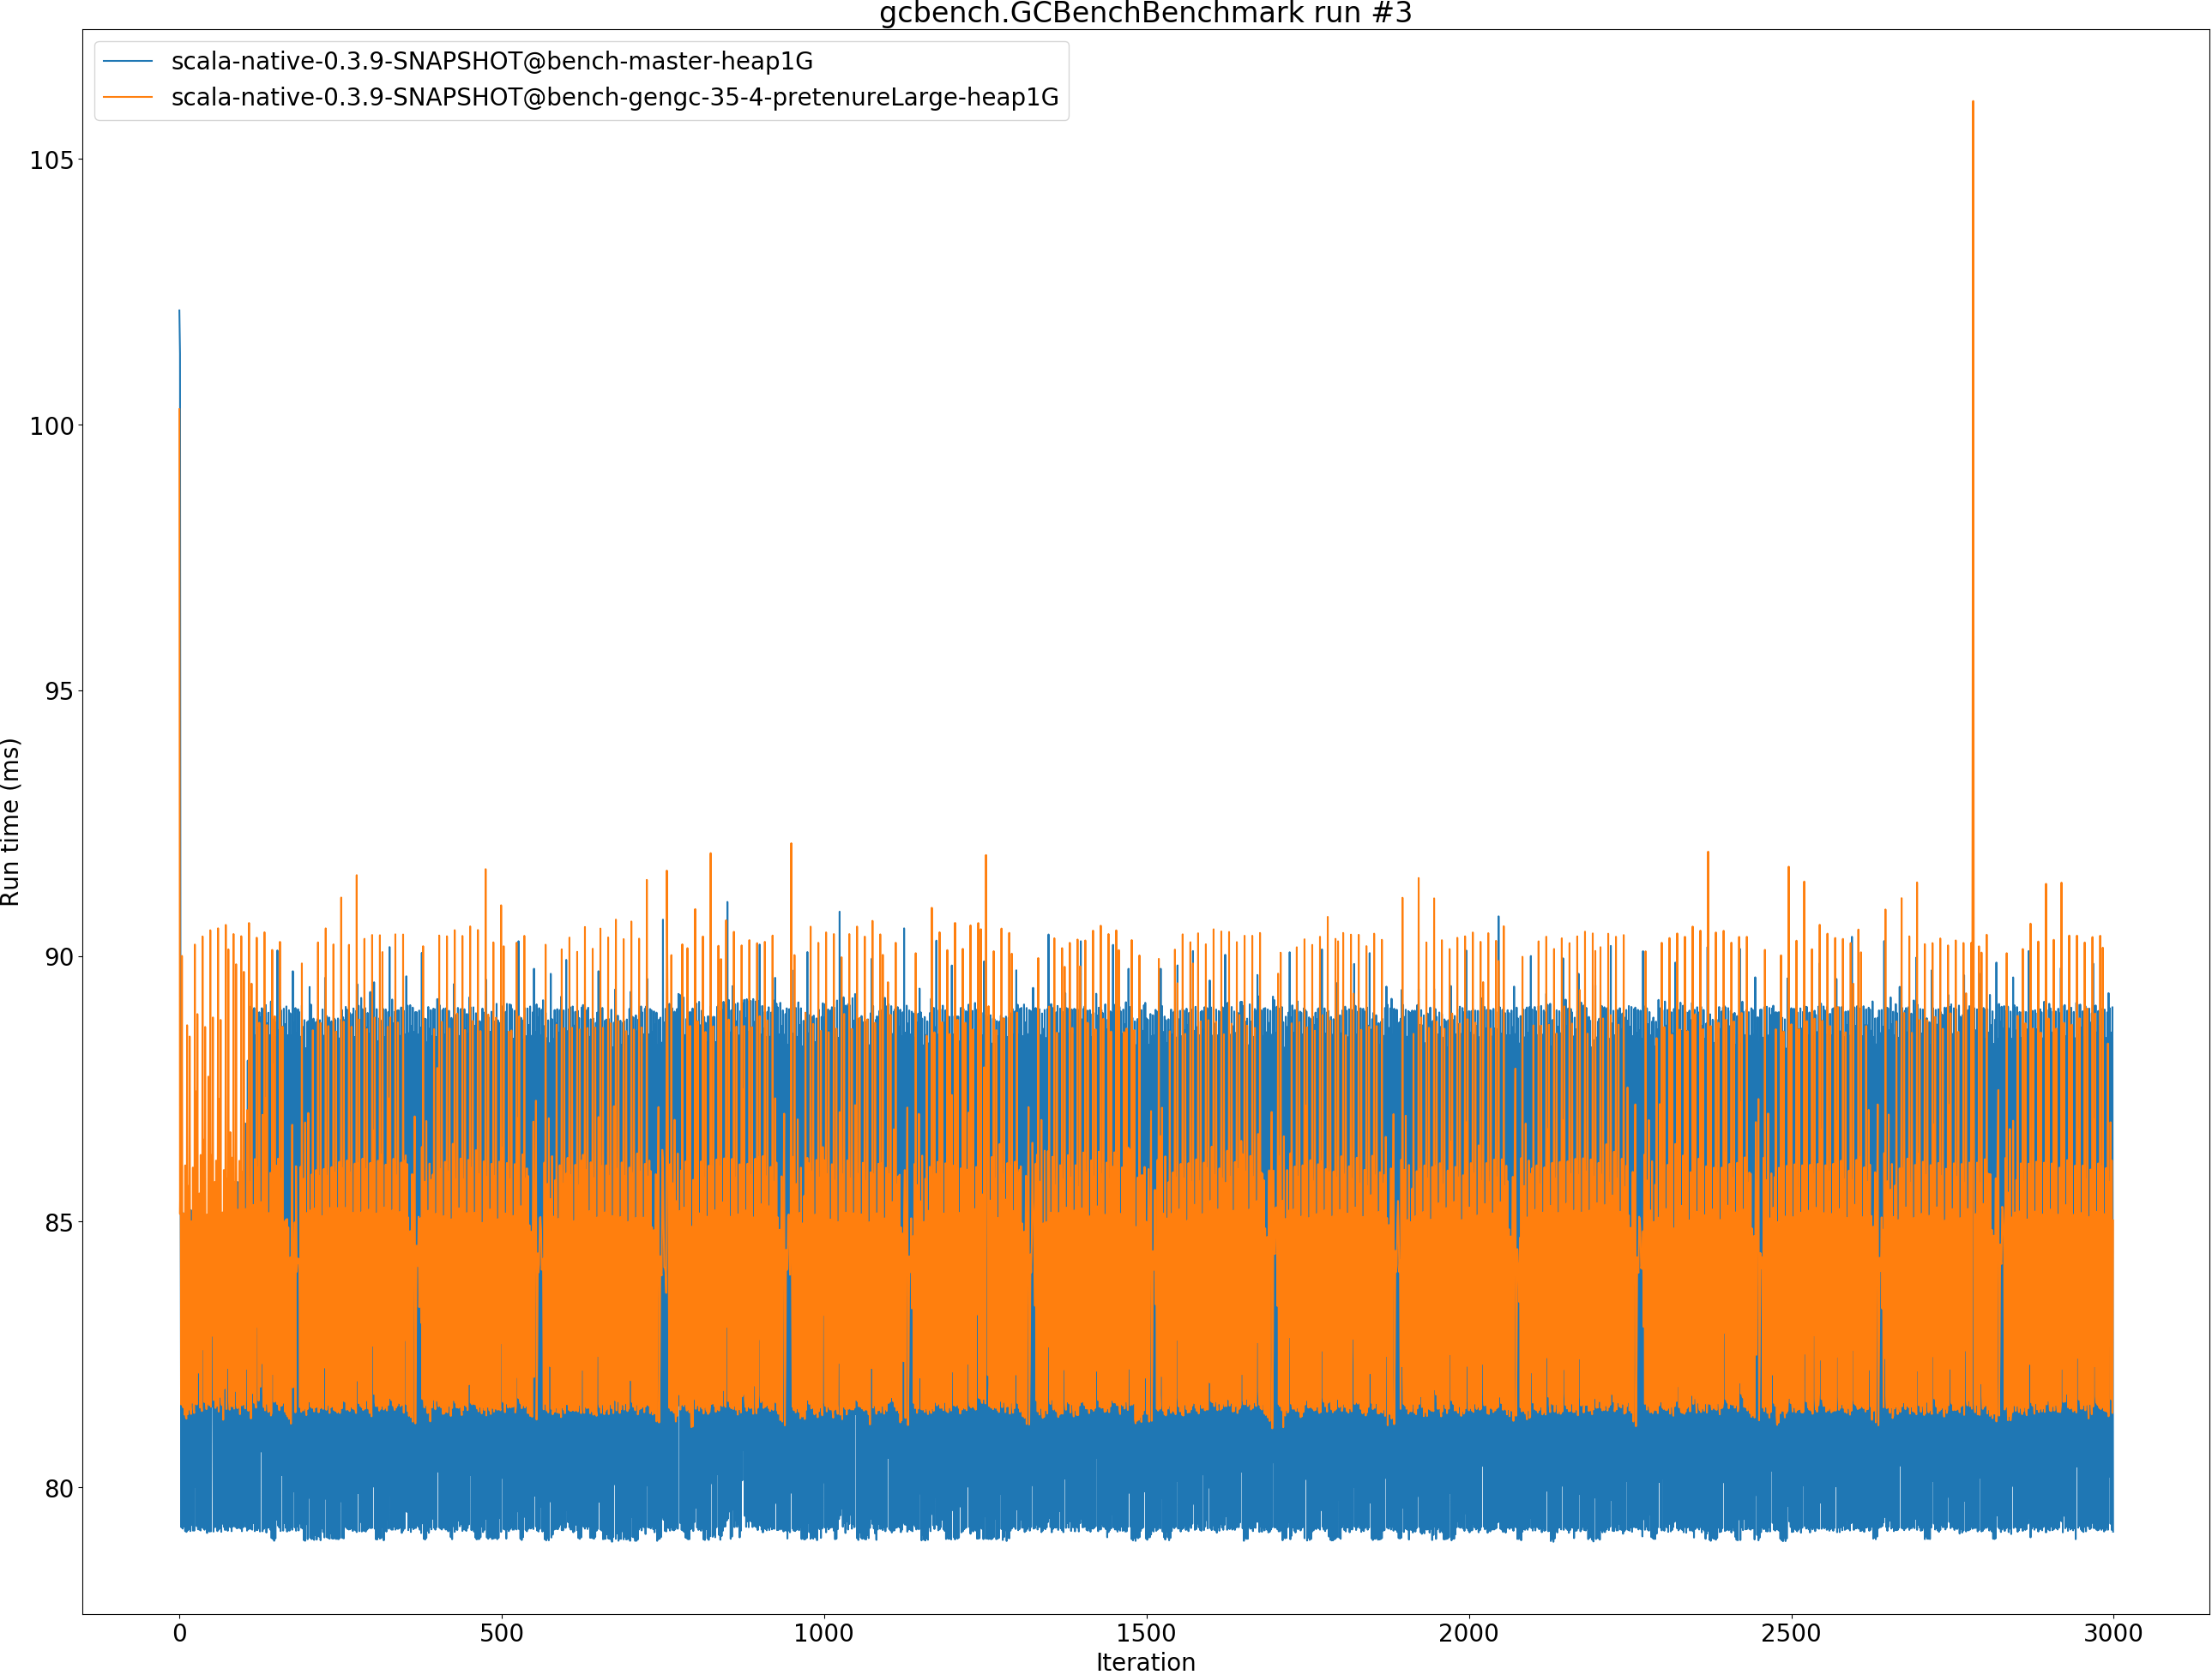 gcbench.GCBenchBenchmark run #3
scala-native-0.3.9-SNAPSHOT@bench-master-heap1G
scala-native-0.3.9-SNAPSHOT@bench-gengc-35-4-pretenureLarge-heap1G
105
100
95
90
85
80
Run time (ms)
0 500 1000 1500 2000 2500 3000
Iteration